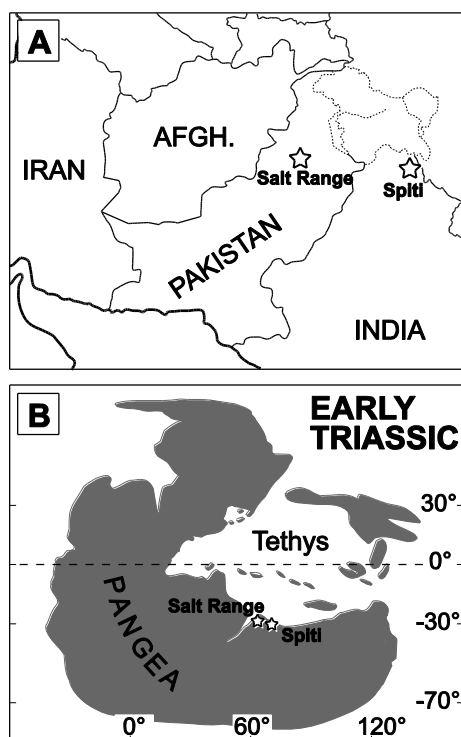 A
AFGH.
IRAN
Salt Range
Spiti
PAKISTAN
INDIA
B
EARLY
TRIASSIC
30°
Tethys
0°
PANGEA
Salt Range
Spiti
-30°
-70°
0°
60°
120°